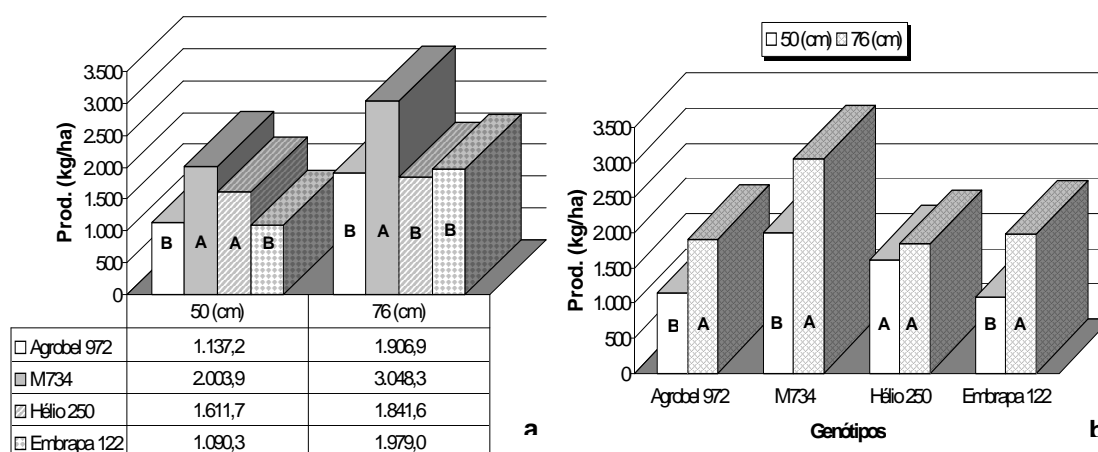 Prod. (kg/ha)
3.500
3.000
2.500
2.000
1.500
1.000
500
0
B A A B B A B B
50 (cm) 76 (cm)
Agrobel 972 1.137,2 1.906,9
M734 2.003,9 3.048,3
Hélio 250 1.611,7 1.841,6
Embrapa 122 1.090,3 1.979,0
a
50 (cm) 76 (cm)
Prod. (kg/ha)
3.500
3.000
2.500
2.000
1.500
1.000
500
0
B A B A A A B A
Agrobel 972 M734 Hélio 250 Embrapa 122
Genótipos
b